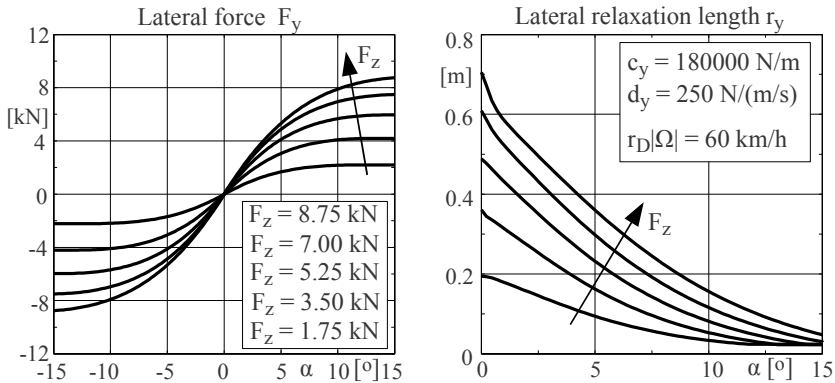 Lateral force F_y
12
8
[kN]
4
0
-4
-8
-12
-15
-10
-5
0
5
α
10
[o]
15
F_z
F_z = 8.75 kN
F_z = 7.00 kN
F_z = 5.25 kN
F_z = 3.50 kN
F_z = 1.75 kN
Lateral relaxation length r_y
0.8
[m]
0.6
0.4
0.2
0
0
5
10
α [o]
15
c_y = 180000 N/m
d_y = 250 N/(m/s)
r_D|Ω| = 60 km/h
F_z